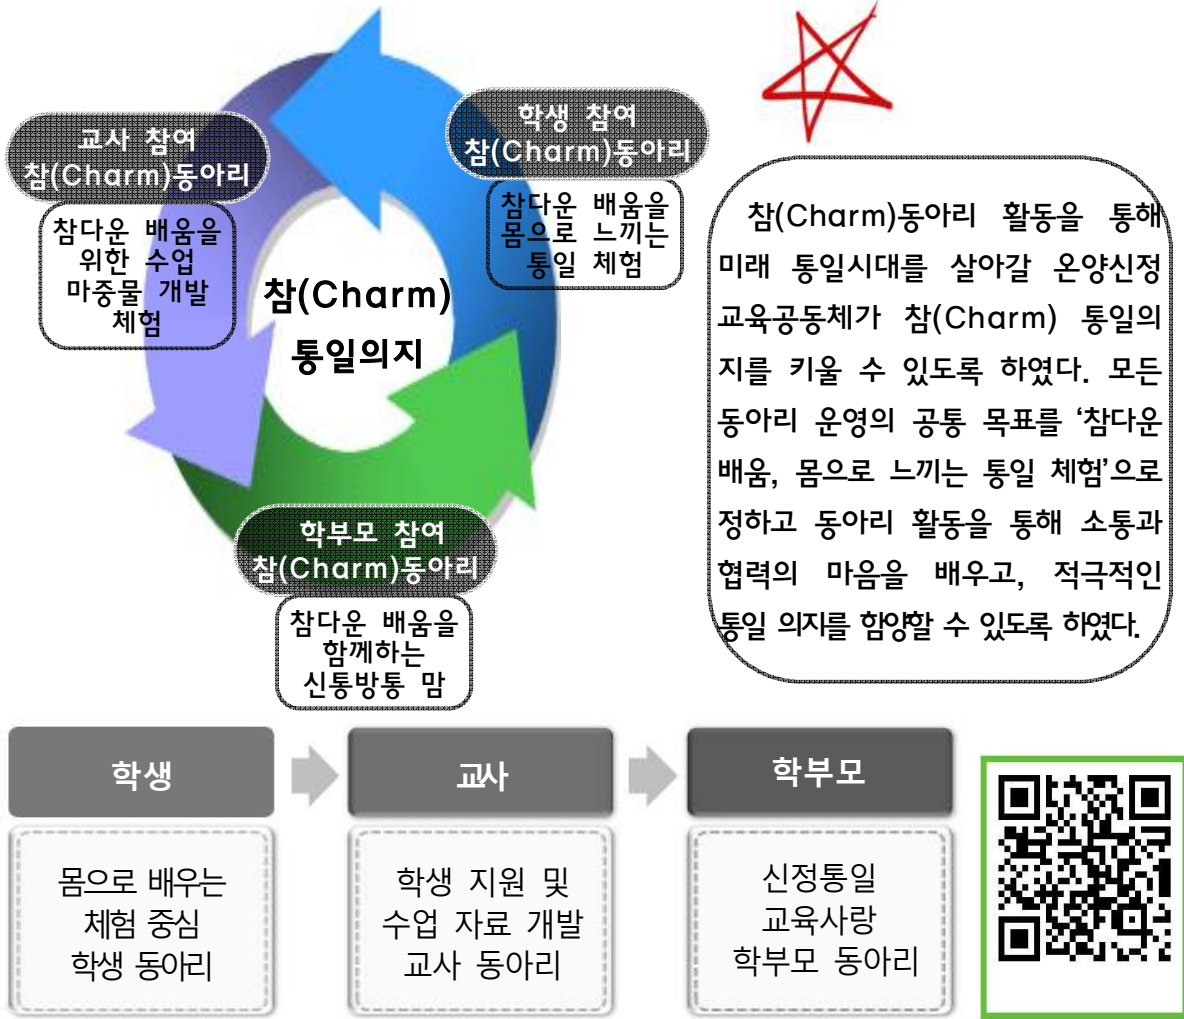 교사 참여
참(Charm)동아리
참다운 배움을
위한 수업
마중물 개발
체험
학생 참여
참(Charm)동아리
참다운 배움을
몸으로 느끼는
통일 체험
참(Charm)
통일의지
학부모 참여
참(Charm)동아리
참다운 배움을
함께하는
신통방통 맘
참(Charm)동아리 활동을 통해
미래 통일시대를 살아갈 온양신정
교육공동체가 참(Charm) 통일의
지를 키울 수 있도록 하였다. 모든
동아리 운영의 공통 목표를 ‘참다운
배움, 몸으로 느끼는 통일 체험’으로
정하고 동아리 활동을 통해 소통과
협력의 마음을 배우고, 적극적인
통일 의지를 함양할 수 있도록 하였다.
학생
몸으로 배우는
체험 중심
학생 동아리
교사
학생 지원 및
수업 자료 개발
교사 동아리
학부모
신정통일
교육사랑
학부모 동아리